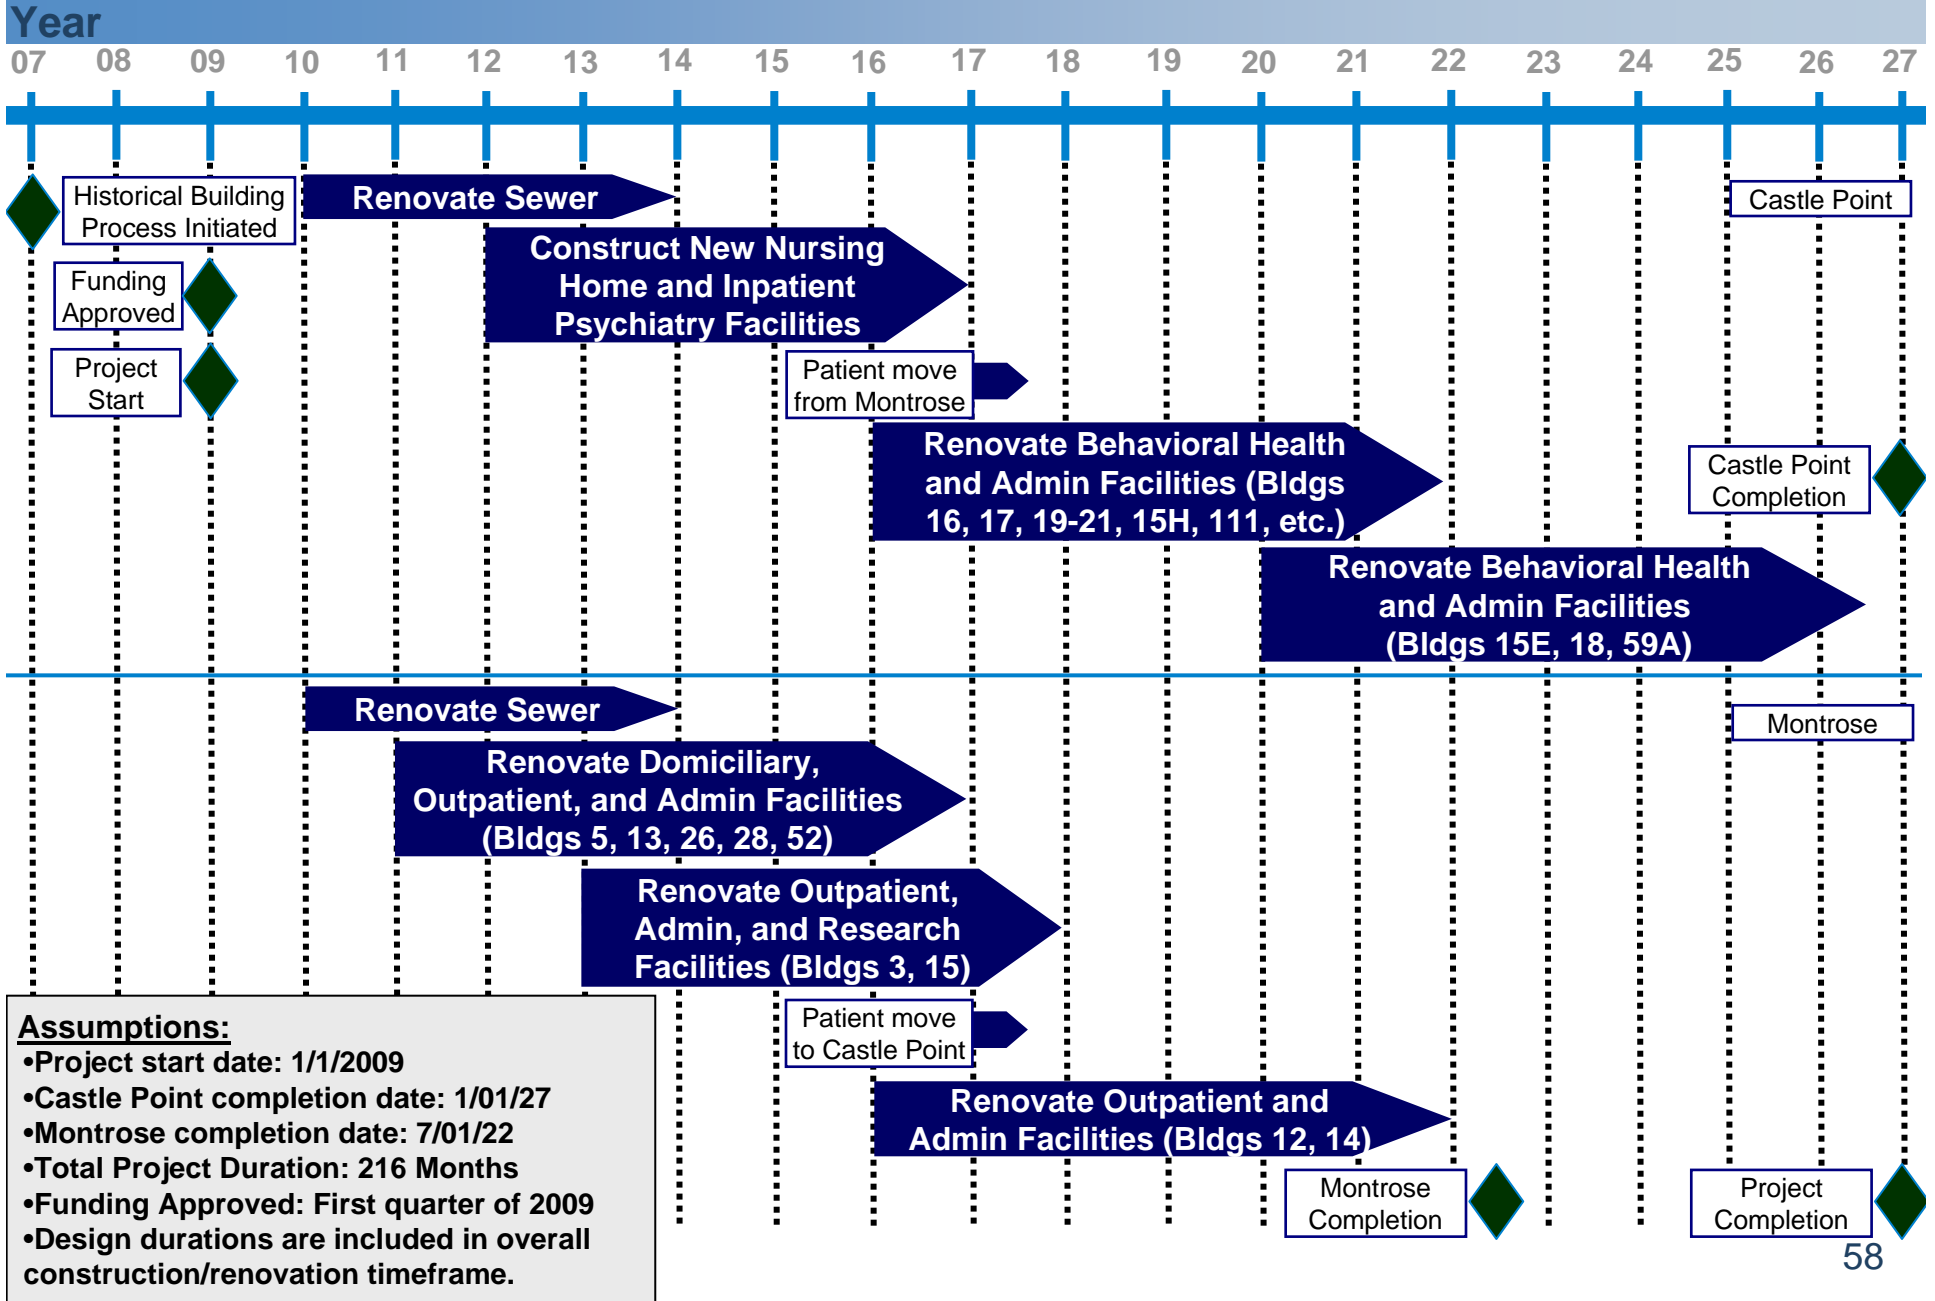 Year
07 08 09 10 11 12 13 14 15 16 17 18 19 20 21 22 23 24 25 26 27
Historical Building
Process Initiated
Renovate Sewer
Castle Point
Construct New Nursing
Home and Inpatient
Psychiatry Facilities
Funding
Approved
Project
Start
Patient move
from Montrose
Renovate Behavioral Health
and Admin Facilities (Bldgs
16, 17, 19-21, 15H, 111, etc.)
Castle Point
Completion
Renovate Behavioral Health
and Admin Facilities
(Bldgs 15E, 18, 59A)
Renovate Sewer
Montrose
Renovate Domiciliary,
Outpatient, and Admin Facilities
(Bldgs 5, 13, 26, 28, 52)
Renovate Outpatient,
Admin, and Research
Facilities (Bldgs 3, 15)
Patient move
to Castle Point
Renovate Outpatient and
Admin Facilities (Bldgs 12, 14)
Montrose
Completion
Project
Completion
Assumptions:
•Project start date: 1/1/2009
•Castle Point completion date: 1/01/27
•Montrose completion date: 7/01/22
•Total Project Duration: 216 Months
•Funding Approved: First quarter of 2009
•Design durations are included in overall
construction/renovation timeframe.
58